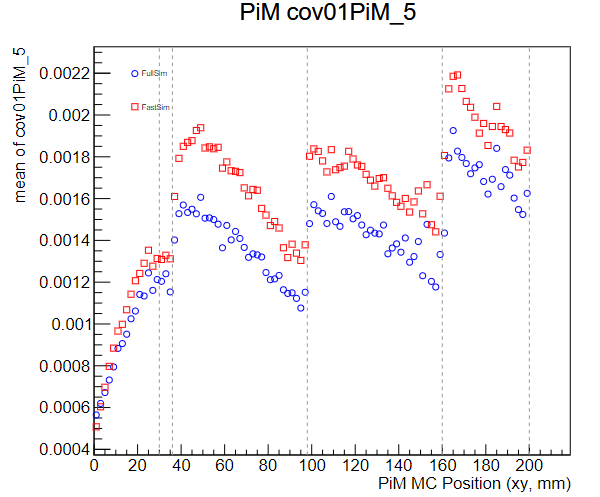 PiM cov01PiM_5
mean of cov01PiM_5
0.0022
0.002
0.0018
0.0016
0.0014
0.0012
0.001
0.0008
0.0006
0.0004
FullSim
FastSim
0 20 40 60 80 100 120 140 160 180 200
PiM MC Position (xy, mm)